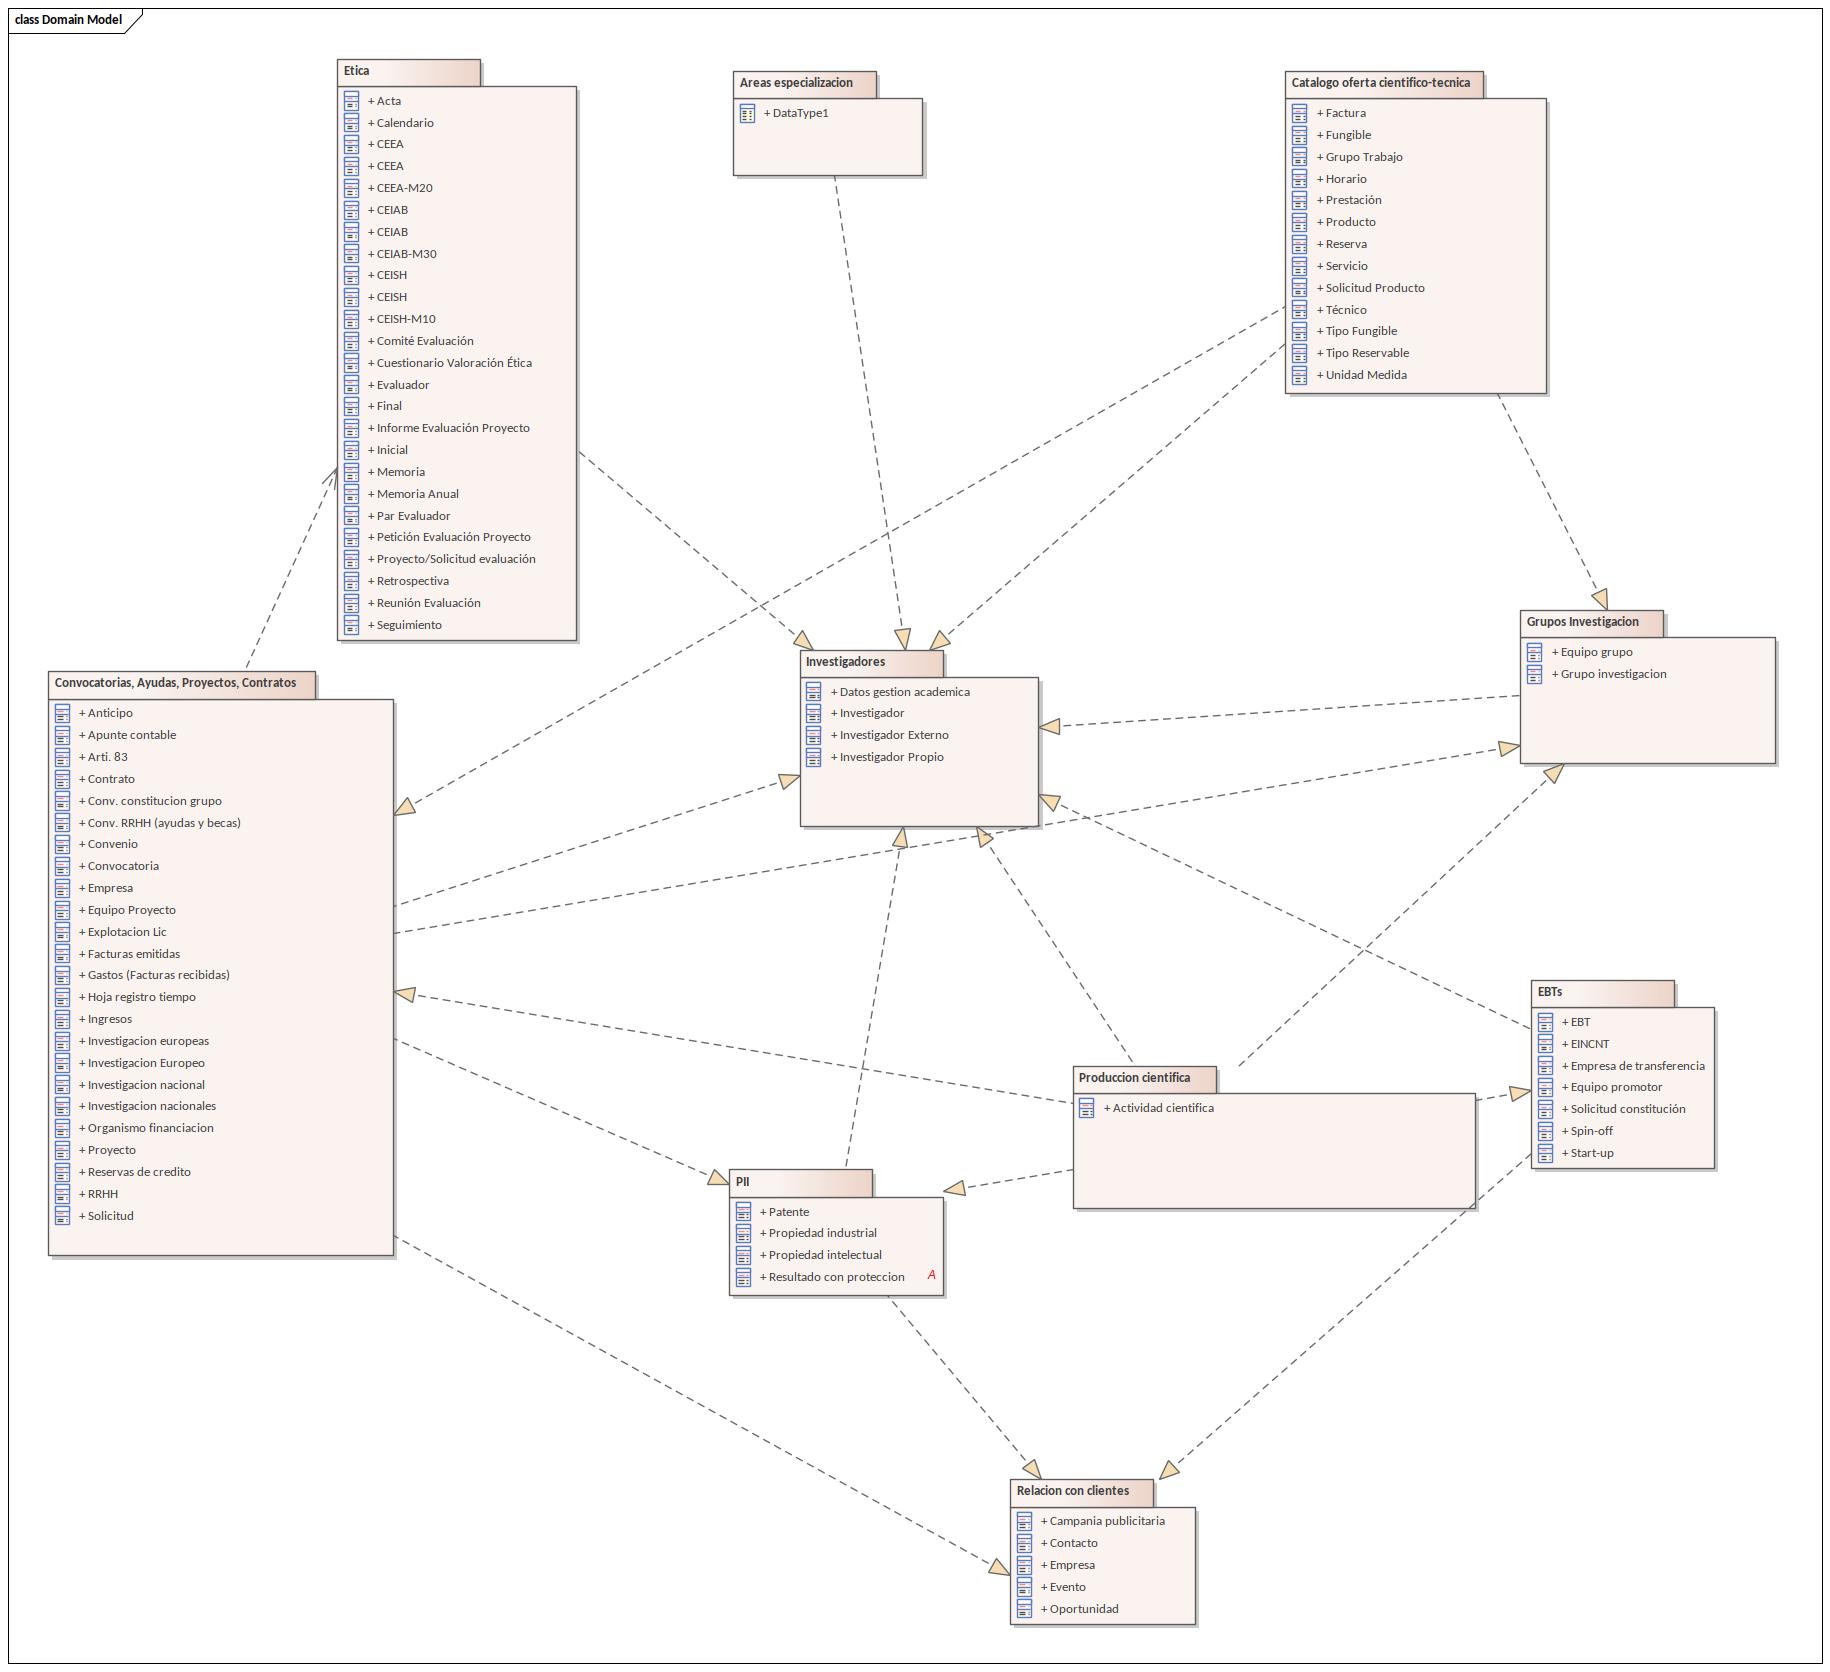 class Domain Model
Etica
+ Acta
+ Calendario
+ CEEA
+ CEEA
+ CEEA-M20
+ CEIAB
+ CEIAB
+ CEIAB-M30
+ CEISH
+ CEISH
+ CEISH-M10
+ Comité Evaluación
+ Cuestionario Valoración Ética
+ Evaluador
+ Final
+ Informe Evaluación Proyecto
+ Inicial
+ Memoria
+ Memoria Anual
+ Par Evaluador
+ Petición Evaluación Proyecto
+ Proyecto/Solicitud evaluación
+ Retrospectiva
+ Reunión Evaluación
+ Seguimiento
Areas especializacion
+ DataType1
Catalogo oferta cientifico-tecnica
+ Factura
+ Fungible
+ Grupo Trabajo
+ Horario
+ Prestación
+ Producto
+ Reserva
+ Servicio
+ Solicitud Producto
+ Técnico
+ Tipo Fungible
+ Tipo Reservable
+ Unidad Medida
Grupos Investigacion
+ Equipo grupo
+ Grupo investigacion
Investigadores
+ Datos gestion academica
+ Investigador
+ Investigador Externo
+ Investigador Propio
Convocatorias, Ayudas, Proyectos, Contratos
+ Anticipo
+ Apunte contable
+ Arti. 83
+ Contrato
+ Conv. constitucion grupo
+ Conv. RRHH (ayudas y becas)
+ Convenio
+ Convocatoria
+ Empresa
+ Equipo Proyecto
+ Explotacion Lic
+ Facturas emitidas
+ Gastos (Facturas recibidas)
+ Hoja registro tiempo
+ Ingresos
+ Investigacion europeas
+ Investigacion Europeo
+ Investigacion nacional
+ Investigacion nacionales
+ Organismo financiacion
+ Proyecto
+ Reservas de credito
+ RRHH
+ Solicitud
EBTs
+ EBT
+ EINCNT
+ Empresa de transferencia
+ Equipo promotor
+ Solicitud constitución
+ Spin-off
+ Start-up
Produccion cientifica
+ Actividad cientifica
PII
+ Patente
+ Propiedad industrial
+ Propiedad intelectual
+ Resultado con proteccion A
Relacion con clientes
+ Campania publicitaria
+ Contacto
+ Empresa
+ Evento
+ Oportunidad